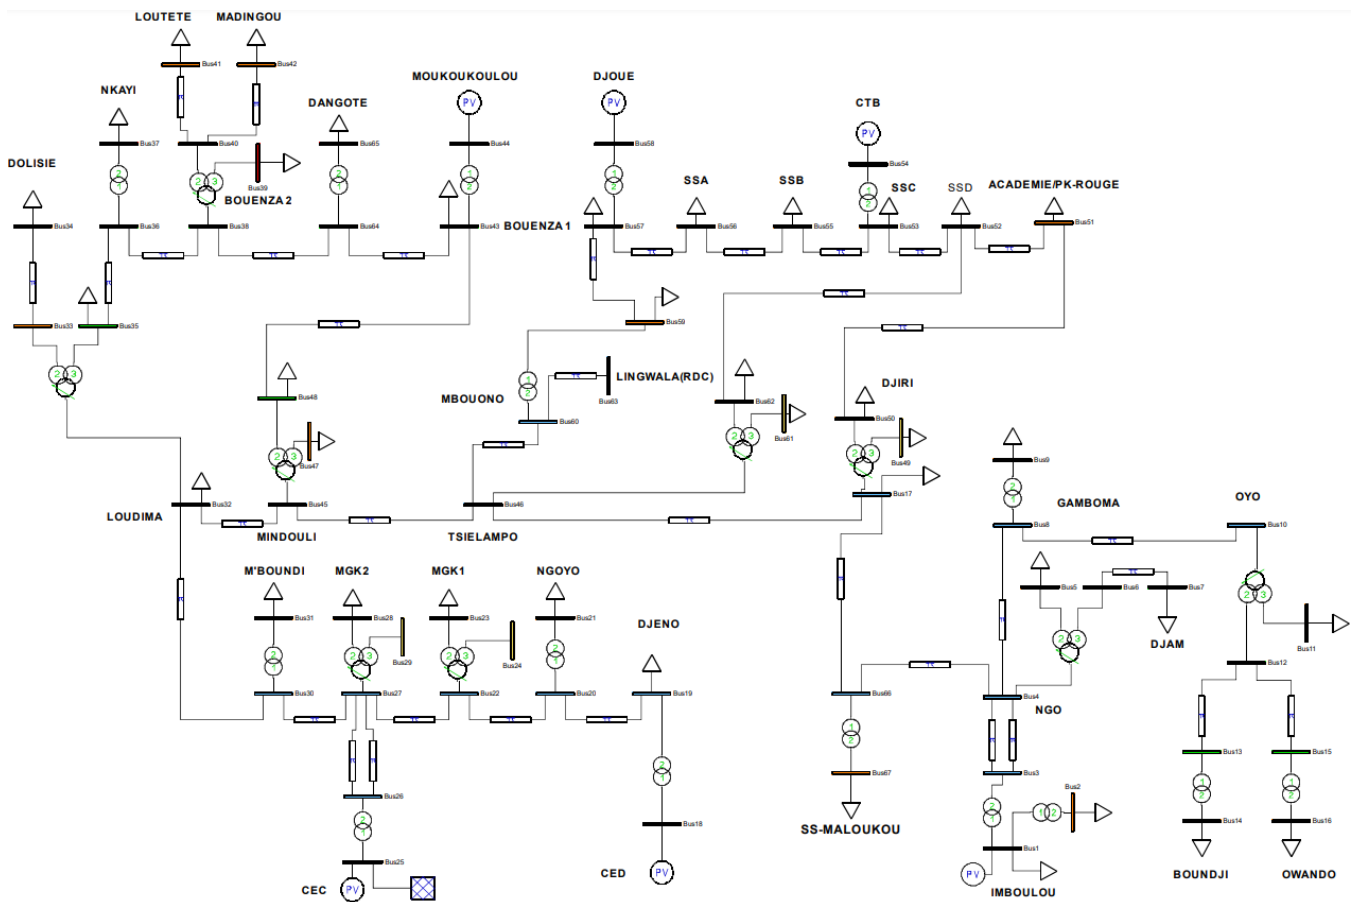 LOUTETE MADINGOU
Bus41 Bus42
NKAYI DANGOTE MOUKOUKOULOU DJOUE CTB
PV PV PV
Bus37 Bus40 Bus65 Bus44 Bus58 Bus54
DOLISIE
Bus39
BOUENZA 2
SSA SSB SSC SSD ACADEMIE/PK-ROUGE
Bus34 Bus36 Bus38 Bus64 Bus43 BOUENZA 1 Bus57 Bus56 Bus55 Bus53 Bus52 Bus51
Bus33 Bus35 Bus59
LINGWALA(RDC)
Bus63
MBOUONO
DJIRI
Bus48 Bus60 Bus62 Bus61 Bus50 Bus49
Bus47
Bus17
Bus9
LOUDIMA Bus32 Bus45 Bus46
MINDOULI TSIELAMPO
GAMBOMA OYO
Bus8 Bus10
M'BOUNDI MGK2 MGK1 NGOYO
Bus5 Bus6 Bus7
DJENO
DJAM
Bus31 Bus28 Bus29 Bus23 Bus24 Bus21
Bus11
Bus12
Bus30 Bus27 Bus22 Bus20 Bus19 Bus66 Bus4
NGO
Bus13 Bus15
Bus67 Bus3
Bus2
Bus26
SS-MALOUKOU
Bus18
Bus14 Bus16
Bus1
Bus25
CEC PV CED PV PV IMBOULOU
BOUNDJI OWANDO